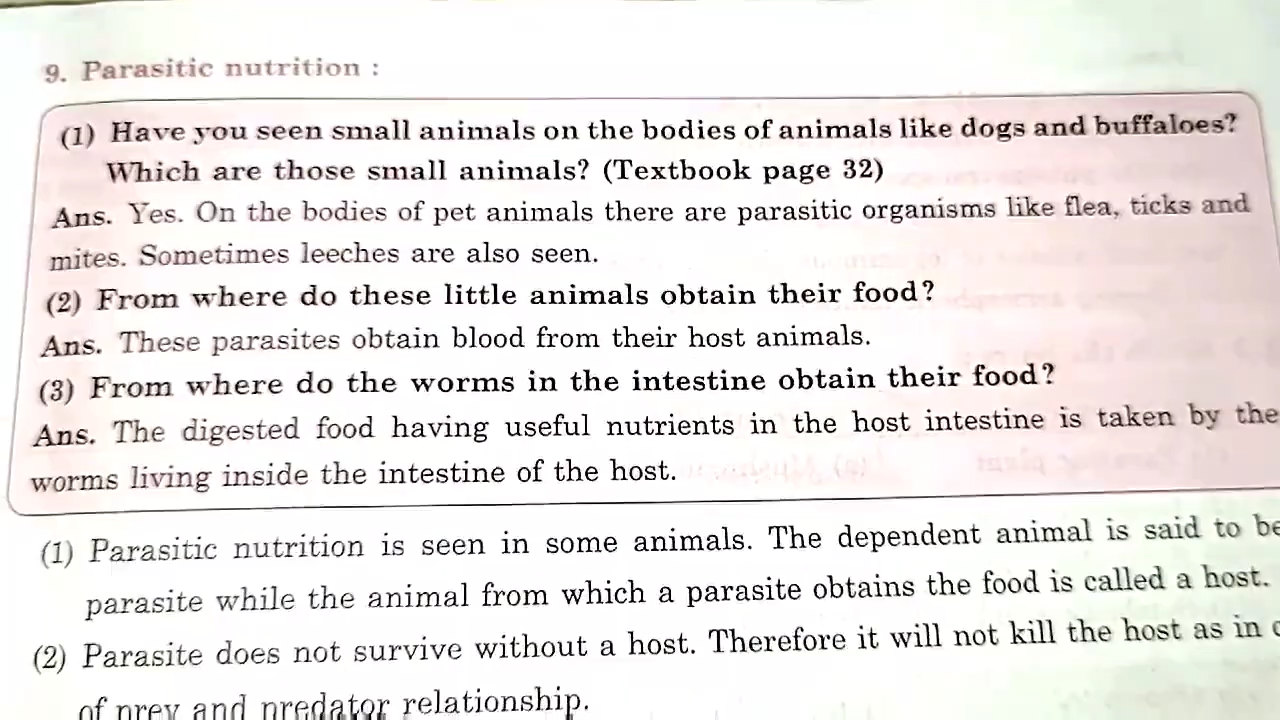 9. Parasitic nutrition :
(1) Have you seen small animals on the bodies of animals like dogs and buffaloes?
Which are those small animals? (Textbook page 32)
Ans. Yes. On the bodies of pet animals there are parasitic organisms like flea, ticks and
mites. Sometimes leeches are also seen.
(2) From where do these little animals obtain their food?
Ans. These parasites obtain blood from their host animals.
(3) From where do the worms in the intestine obtain their food?
Ans. The digested food having useful nutrients in the host intestine is taken by the
worms living inside the intestine of the host.
(1) Parasitic nutrition is seen in some animals. The dependent animal is said to be
parasite while the animal from which a parasite obtains the food is called a host.
(2) Parasite does not survive without a host. Therefore it will not kill the host as in
of prey and predator relationship.